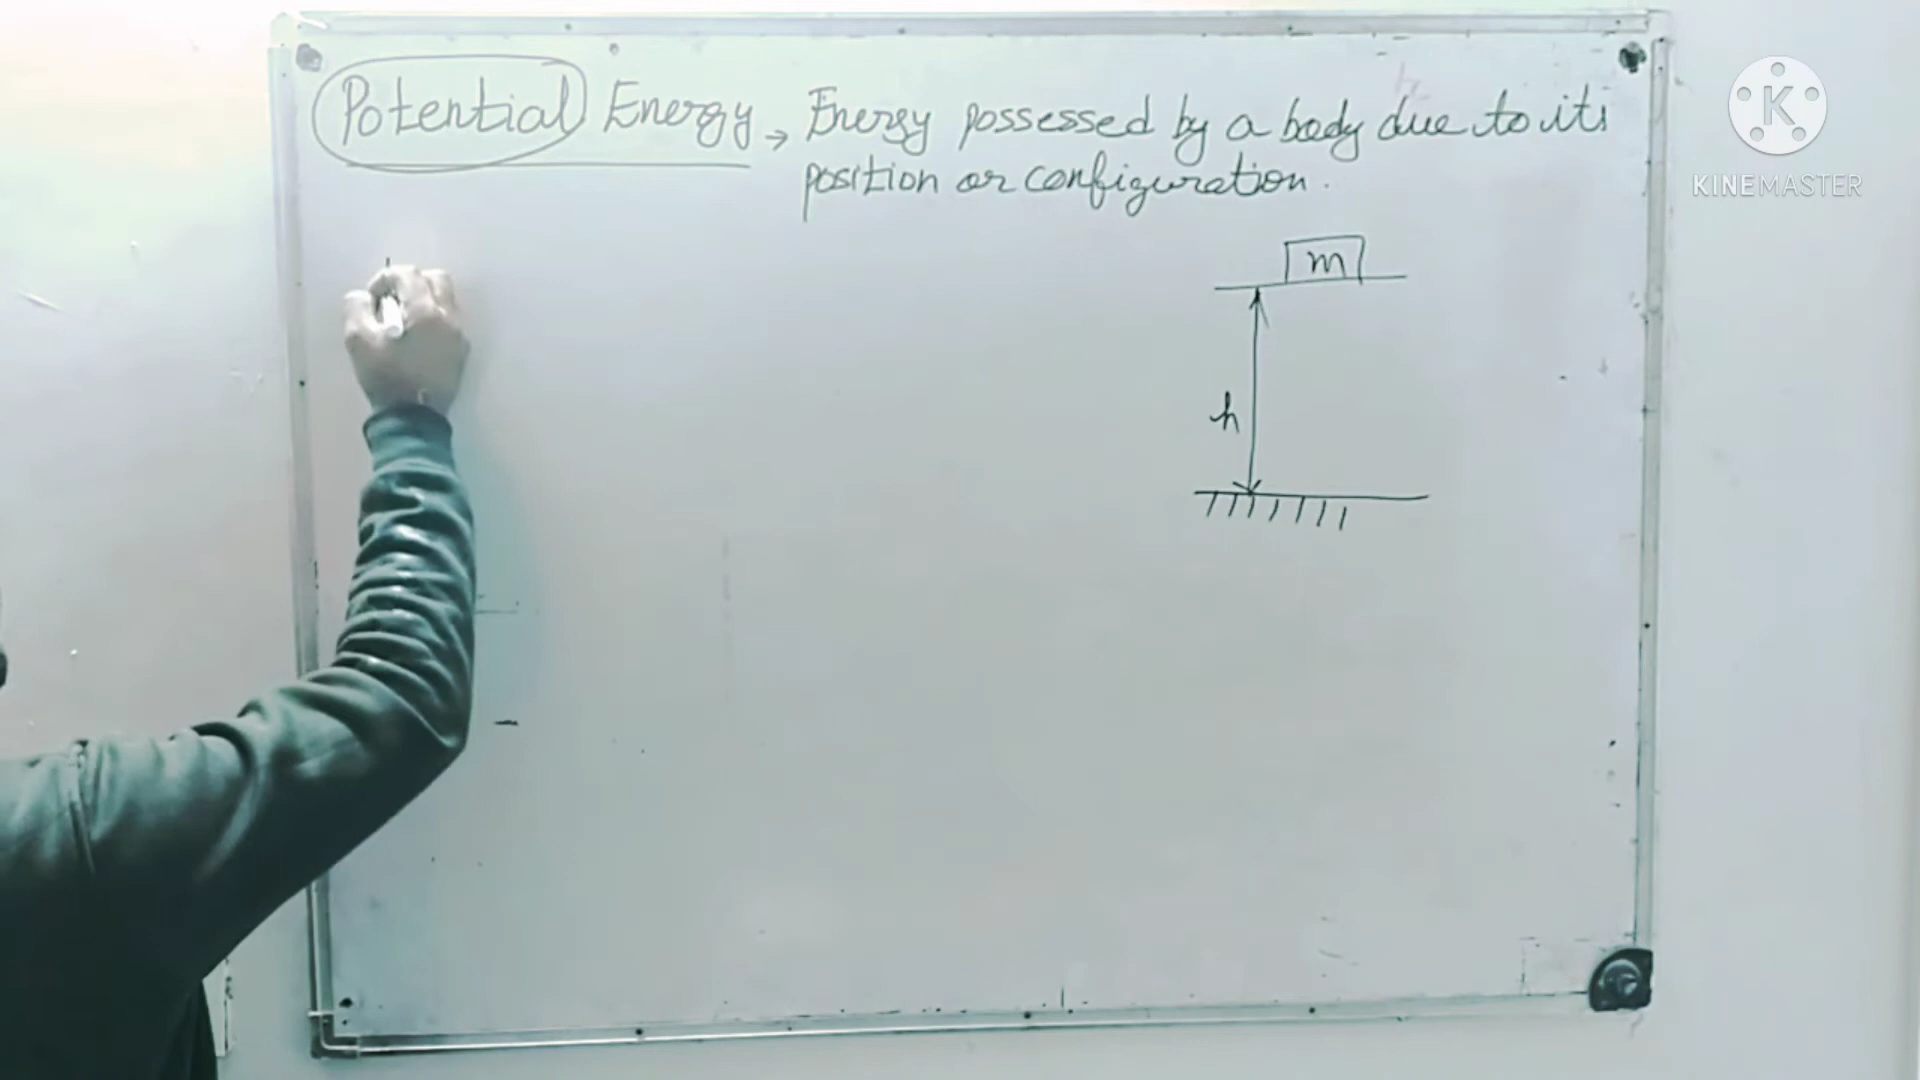 Potential Energy → Energy possessed by a body due to its
position or configuration.
m
h
K
KINEMASTER